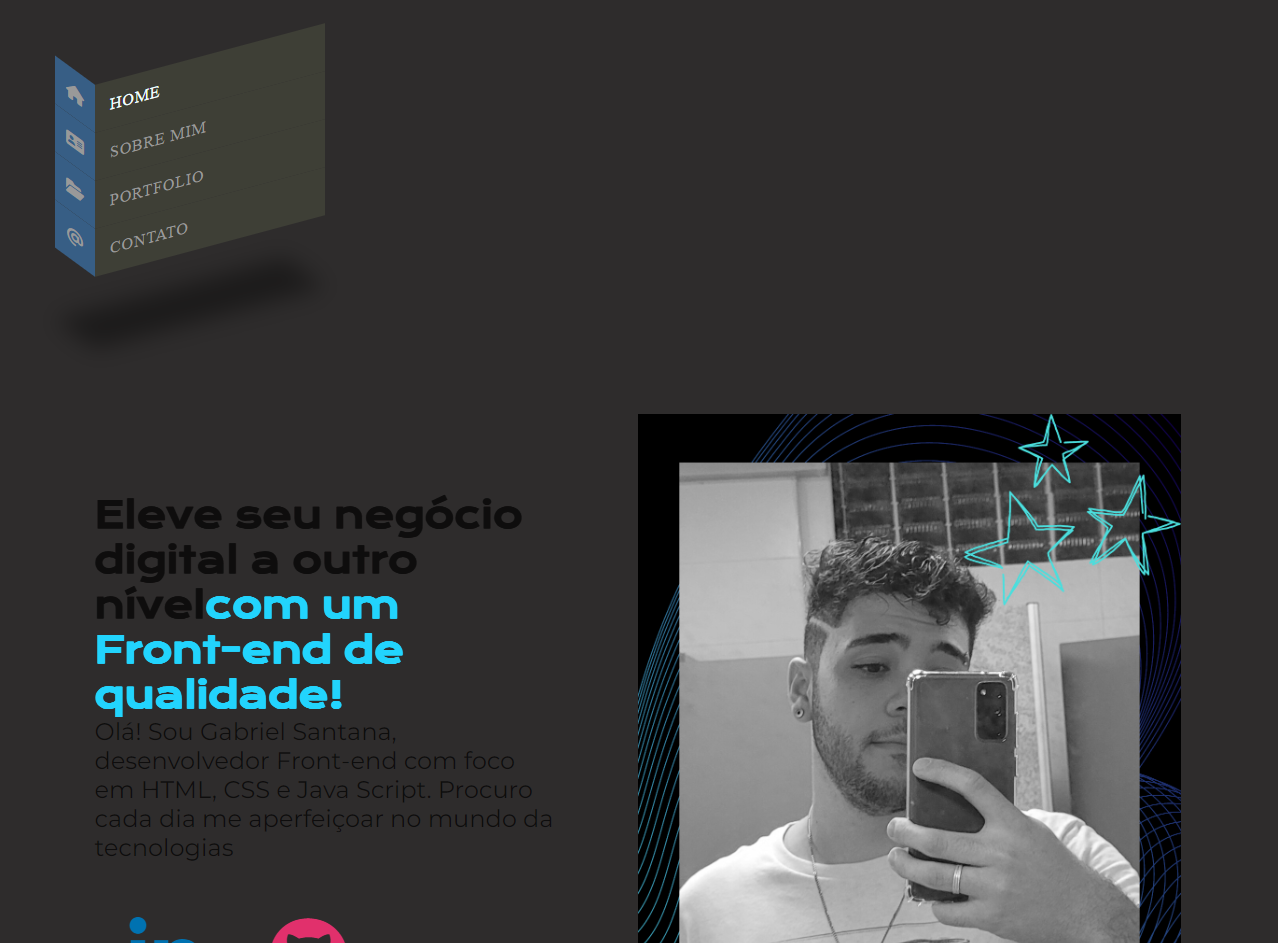 HOME
SOBRE MIM
PORTFOLIO
CONTATO
Eleve seu negócio
digital a outro
nívelcom um
Front-end de
qualidade!
Olá! Sou Gabriel Santana,
desenvolvedor Front-end com foco
em HTML, CSS e Java Script. Procuro
cada dia me aperfeiçoar no mundo da
tecnologias